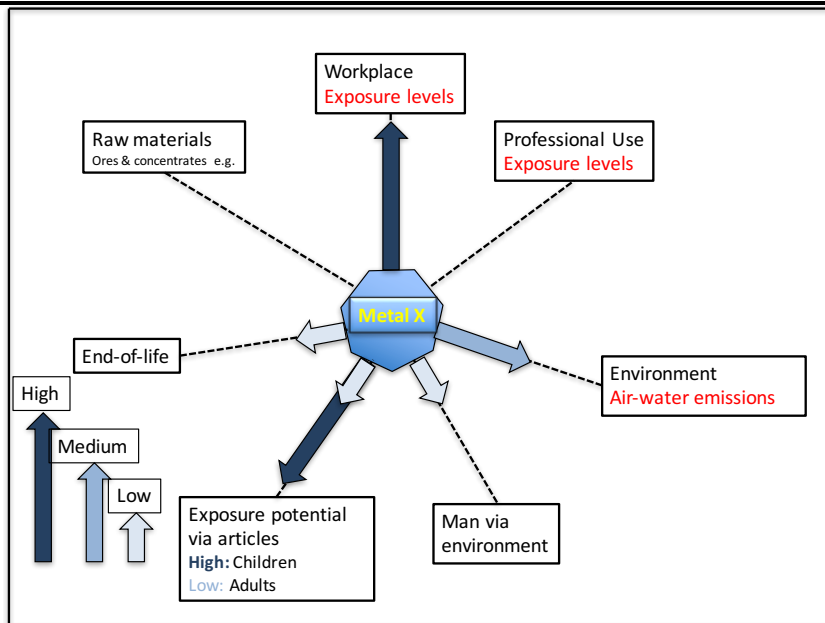 Workplace
Exposure levels
Raw materials
Ores & concentrates e.g.
Professional Use
Exposure levels
Metal X
End-of-life
Environment
Air-water emissions
High
Medium
Low
Exposure potential
via articles
High: Children
Low: Adults
Man via
environment